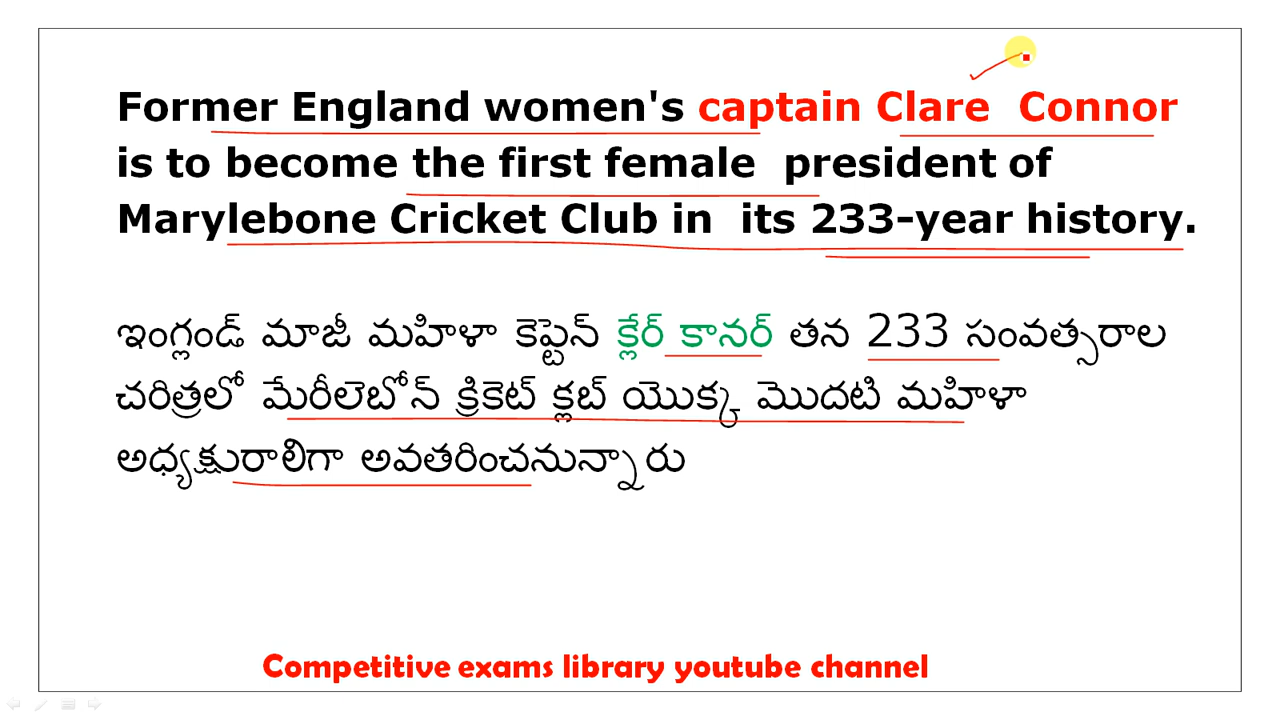 Former England women's captain Clare Connor
is to become the first female president of
Marylebone Cricket Club in its 233-year history.
ఇంగ్లండ్ మాజీ మహిళా కెప్టెన్ క్లేర్ కానర్ తన 233 సంవత్సరాల
చరిత్రలో మేరీలెబోన్ క్రికెట్ క్లబ్ యొక్క మొదటి మహిళా
అధ్యక్షురాలిగా అవతరించనున్నారు
Competitive exams library youtube channel